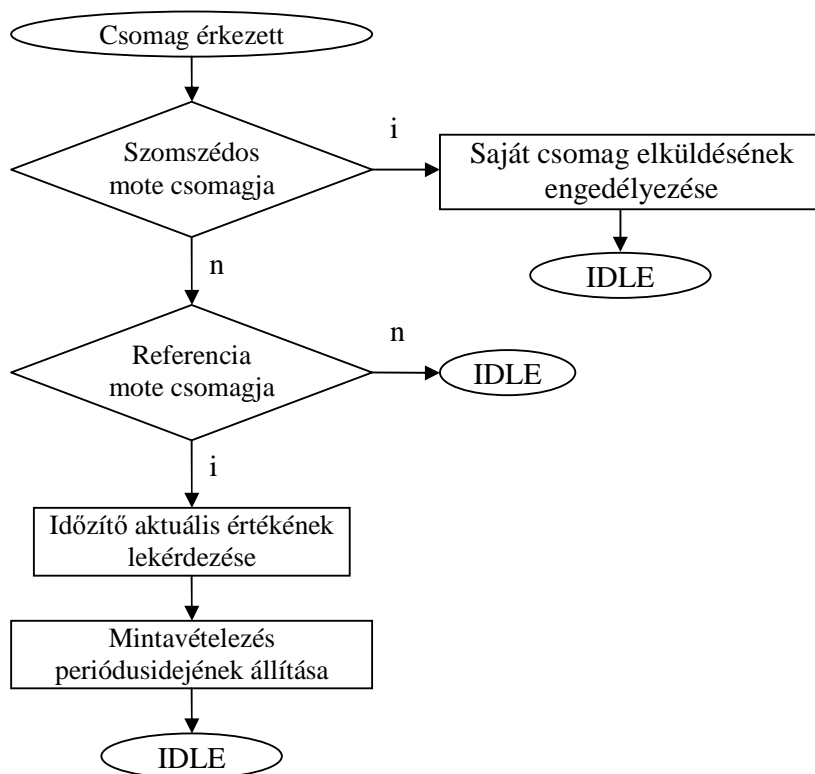 Csomag érkezett
Szomszédos
mote csomagja
i
Saját csomag elküldésének
engedélyezése
IDLE
n
Referencia
mote csomagja
n
IDLE
i
Időzítő aktuális értékének
lekérdezése
Mintavételezés
periódusidejének állítása
IDLE